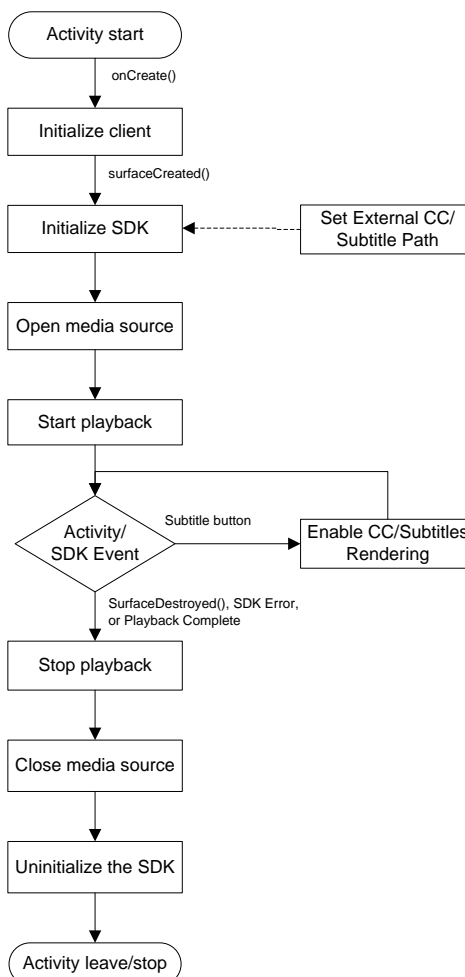 Activity start
onCreate()
Initialize client
surfaceCreated()
Initialize SDK
Set External CC/
Subtitle Path
Open media source
Start playback
Activity/
SDK Event
Subtitle button
Enable CC/Subtitles
Rendering
SurfaceDestroyed(), SDK Error,
or Playback Complete
Stop playback
Close media source
Uninitialize the SDK
Activity leave/stop